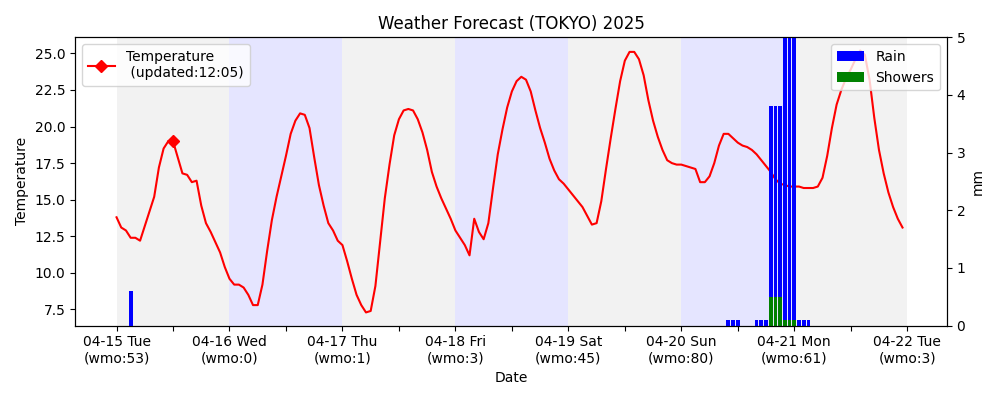 Weather Forecast (TOKYO) 2025
Temperature
(updated:12:05)
Rain
Showers
Temperature
25.0
22.5
20.0
17.5
15.0
12.5
10.0
7.5
5
4
3
2
1
0
mm
04-15 Tue
(wmo:53)
04-16 Wed
(wmo:0)
04-17 Thu
(wmo:1)
04-18 Fri
(wmo:3)
04-19 Sat
(wmo:45)
04-20 Sun
(wmo:80)
04-21 Mon
(wmo:61)
04-22 Tue
(wmo:3)
Date